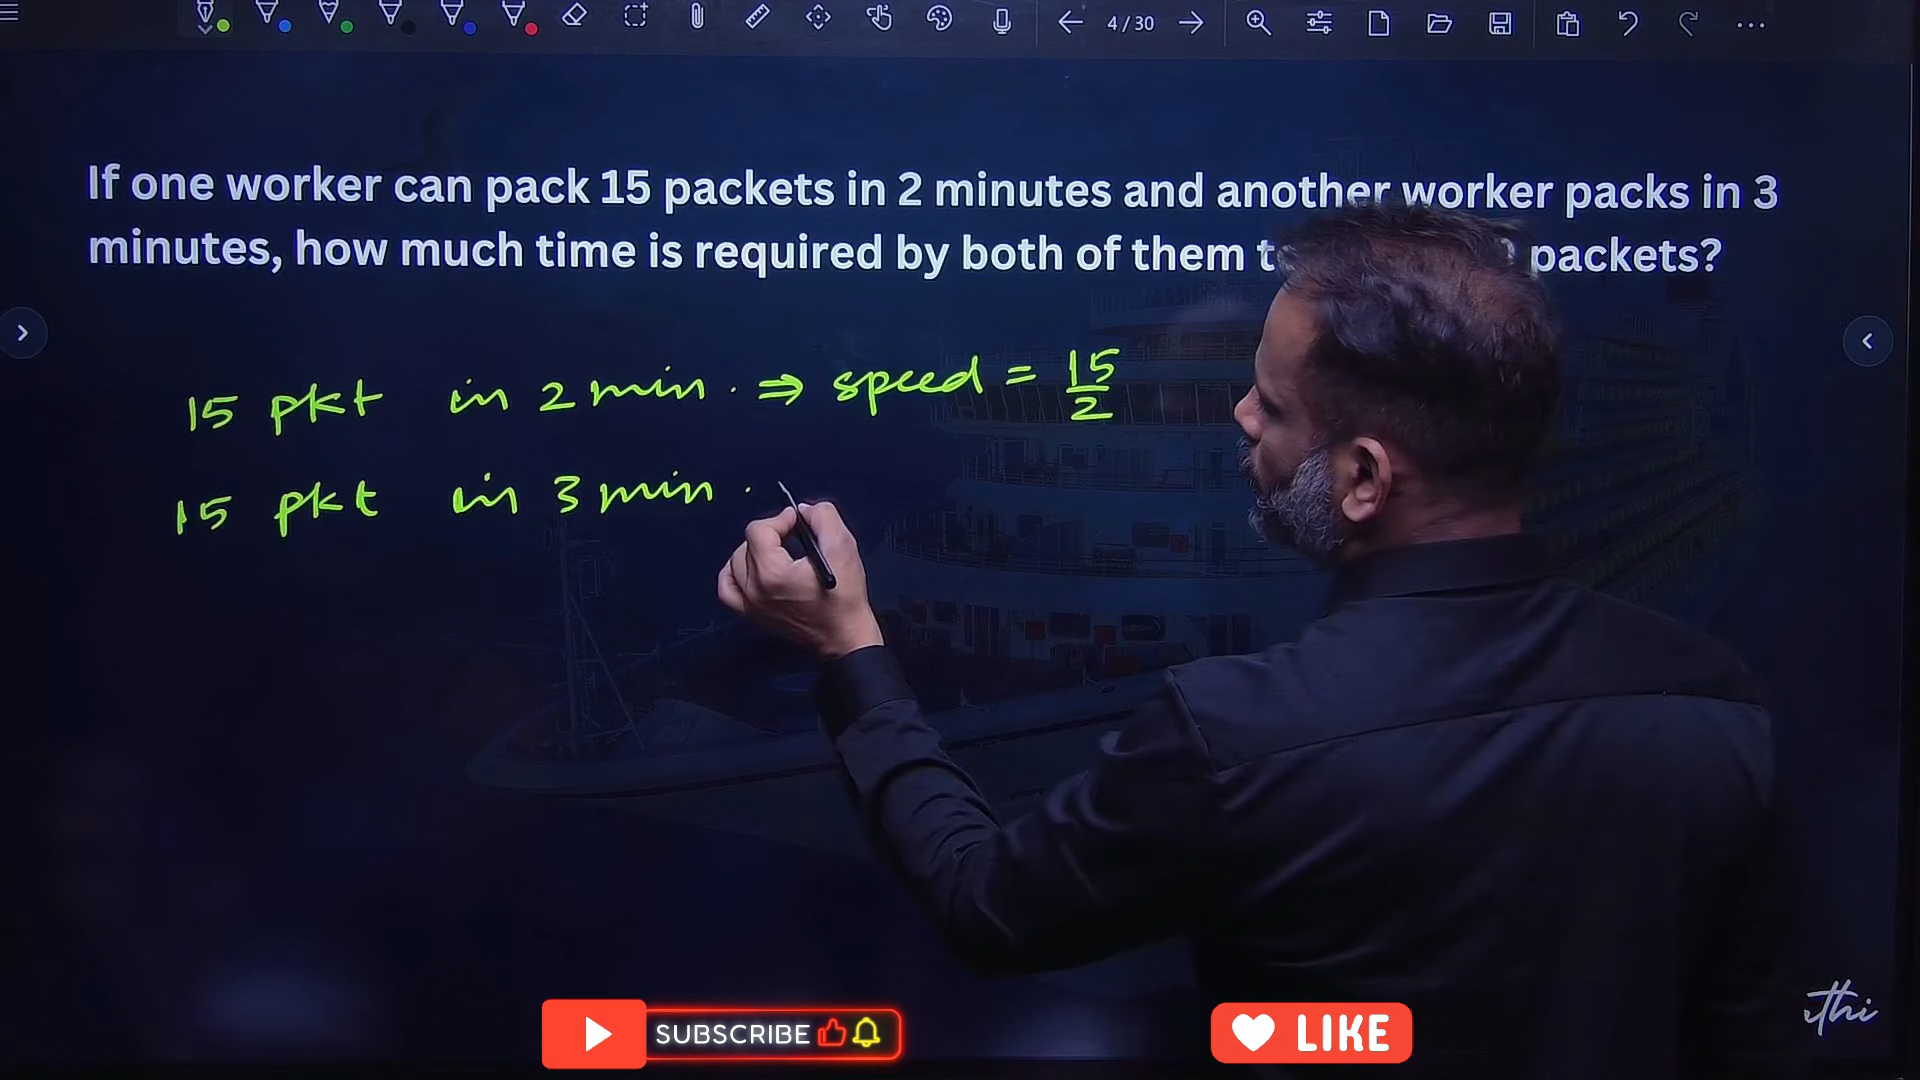 4 / 30
If one worker can pack 15 packets in 2 minutes and another worker packs in 3
minutes, how much time is required by both of them packets?
15 pkt in 2 min. ⇒ speed = 15/2
15 pkt in 3 min.
SUBSCRIBE
LIKE